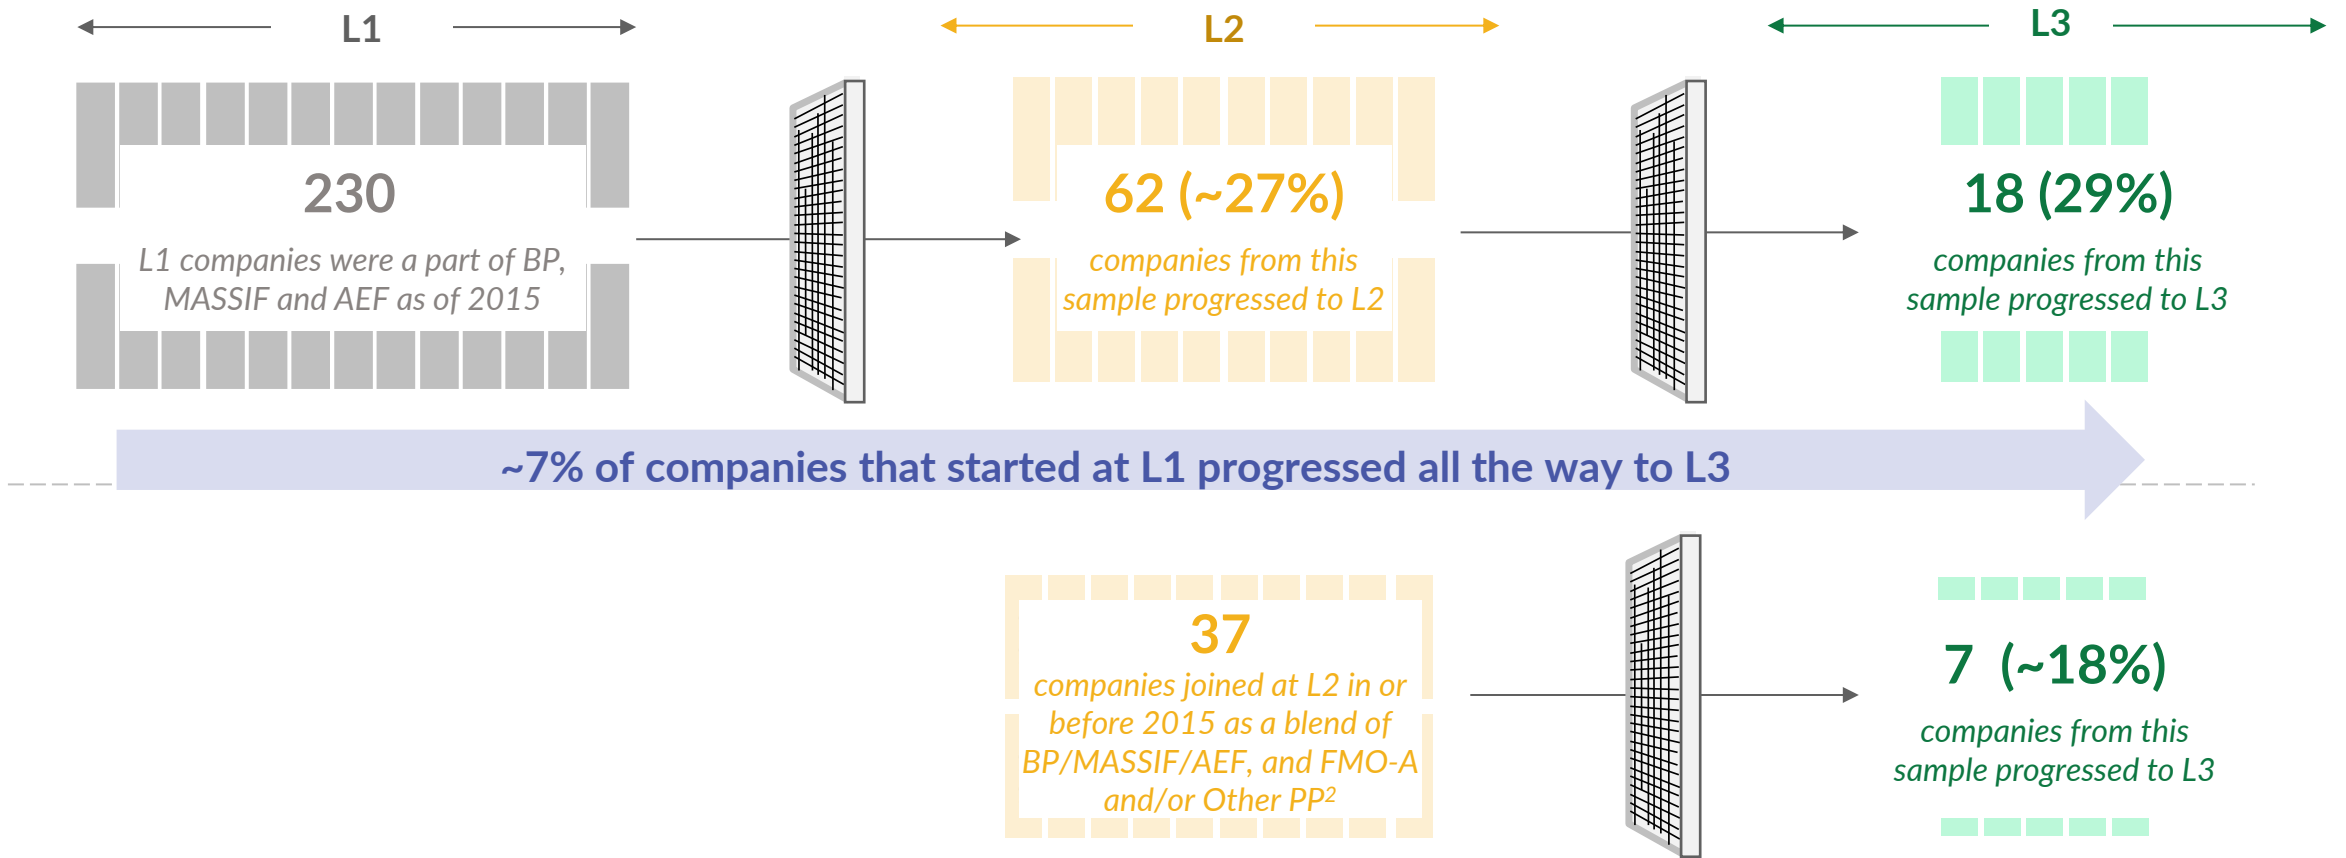 L1
L2
L3
230
L1 companies were a part of BP,
MASSIF and AEF as of 2015
62 (~27%)
companies from this
sample progressed to L2
18 (29%)
companies from this
sample progressed to L3
~7% of companies that started at L1 progressed all the way to L3
37
companies joined at L2 in or
before 2015 as a blend of
BP/MASSIF/AEF, and FMO-A
and/or Other PP²
7 (~18%)
companies from this
sample progressed to L3